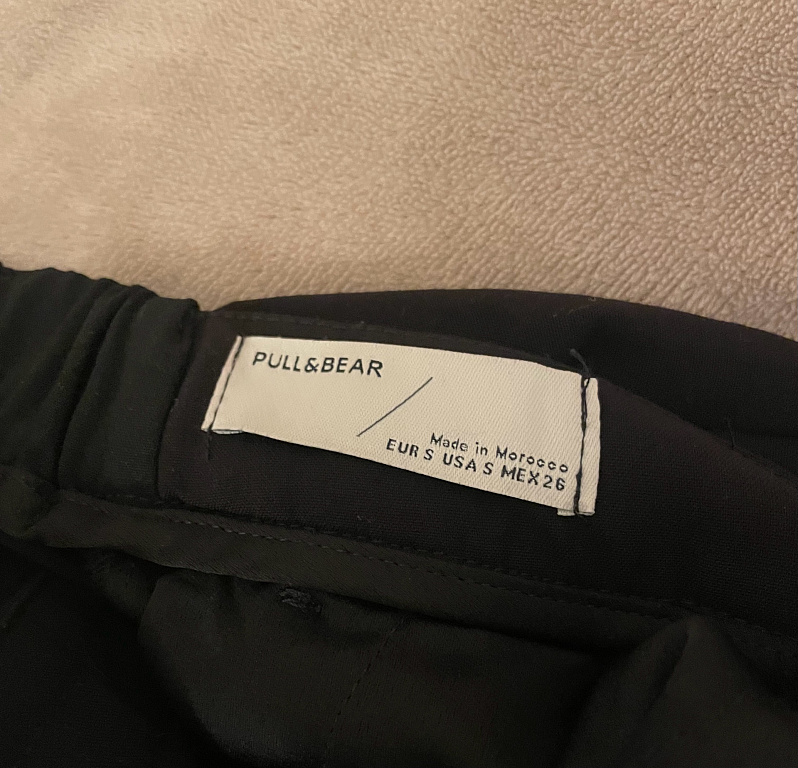 PULL&BEAR
Made in Morocco
EUR S USA S MEX 26